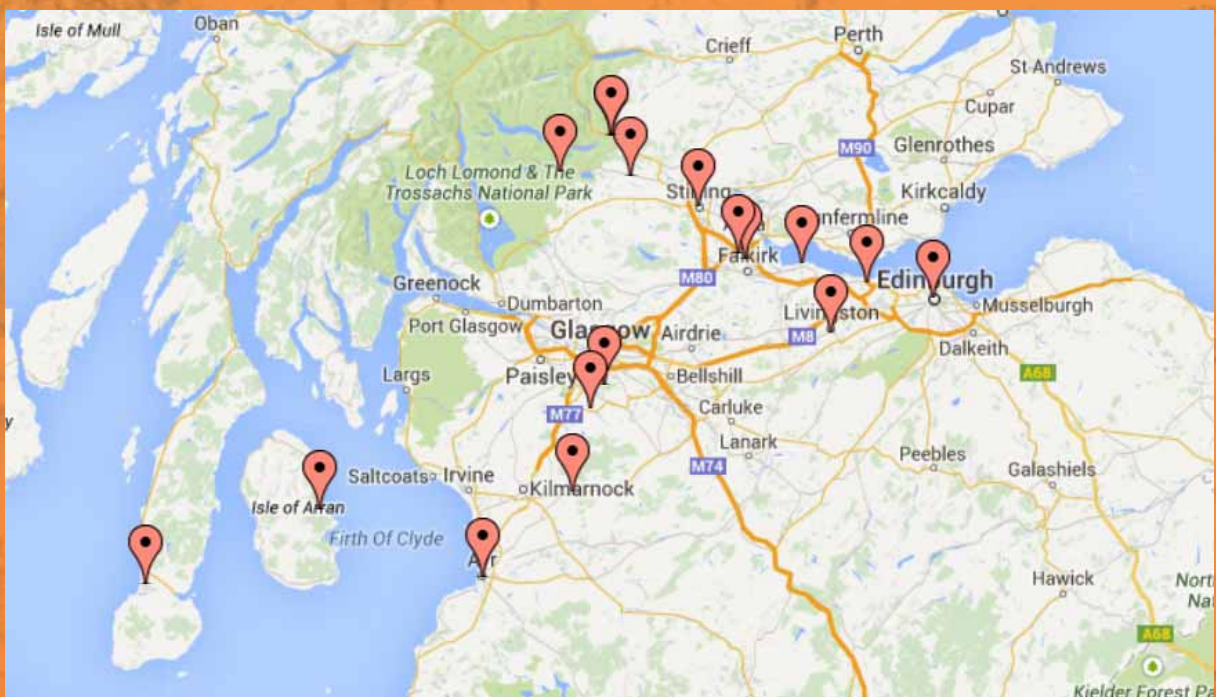 Isle of Mull
Oban
Crieff
Perth
St Andrews
Cupar
Glenrothes
M90
Loch Lomond & The
Trossachs National Park
Stirling
Kirkcaldy
Falkirk
M80
Edinburgh
Greenock
Dumbarton
Livingston
Musselburgh
Port Glasgow
Glasgow
Airdrie
M8
Dalkeith
Largs
Paisley
Bellshill
A68
M77
Carluke
Lanark
Peebles
M74
Galashiels
Saltcoats
Irvine
Kilmarnock
Isle of Arran
Firth Of Clyde
Ayr
Hawick
A68
Kielder Forest Pa